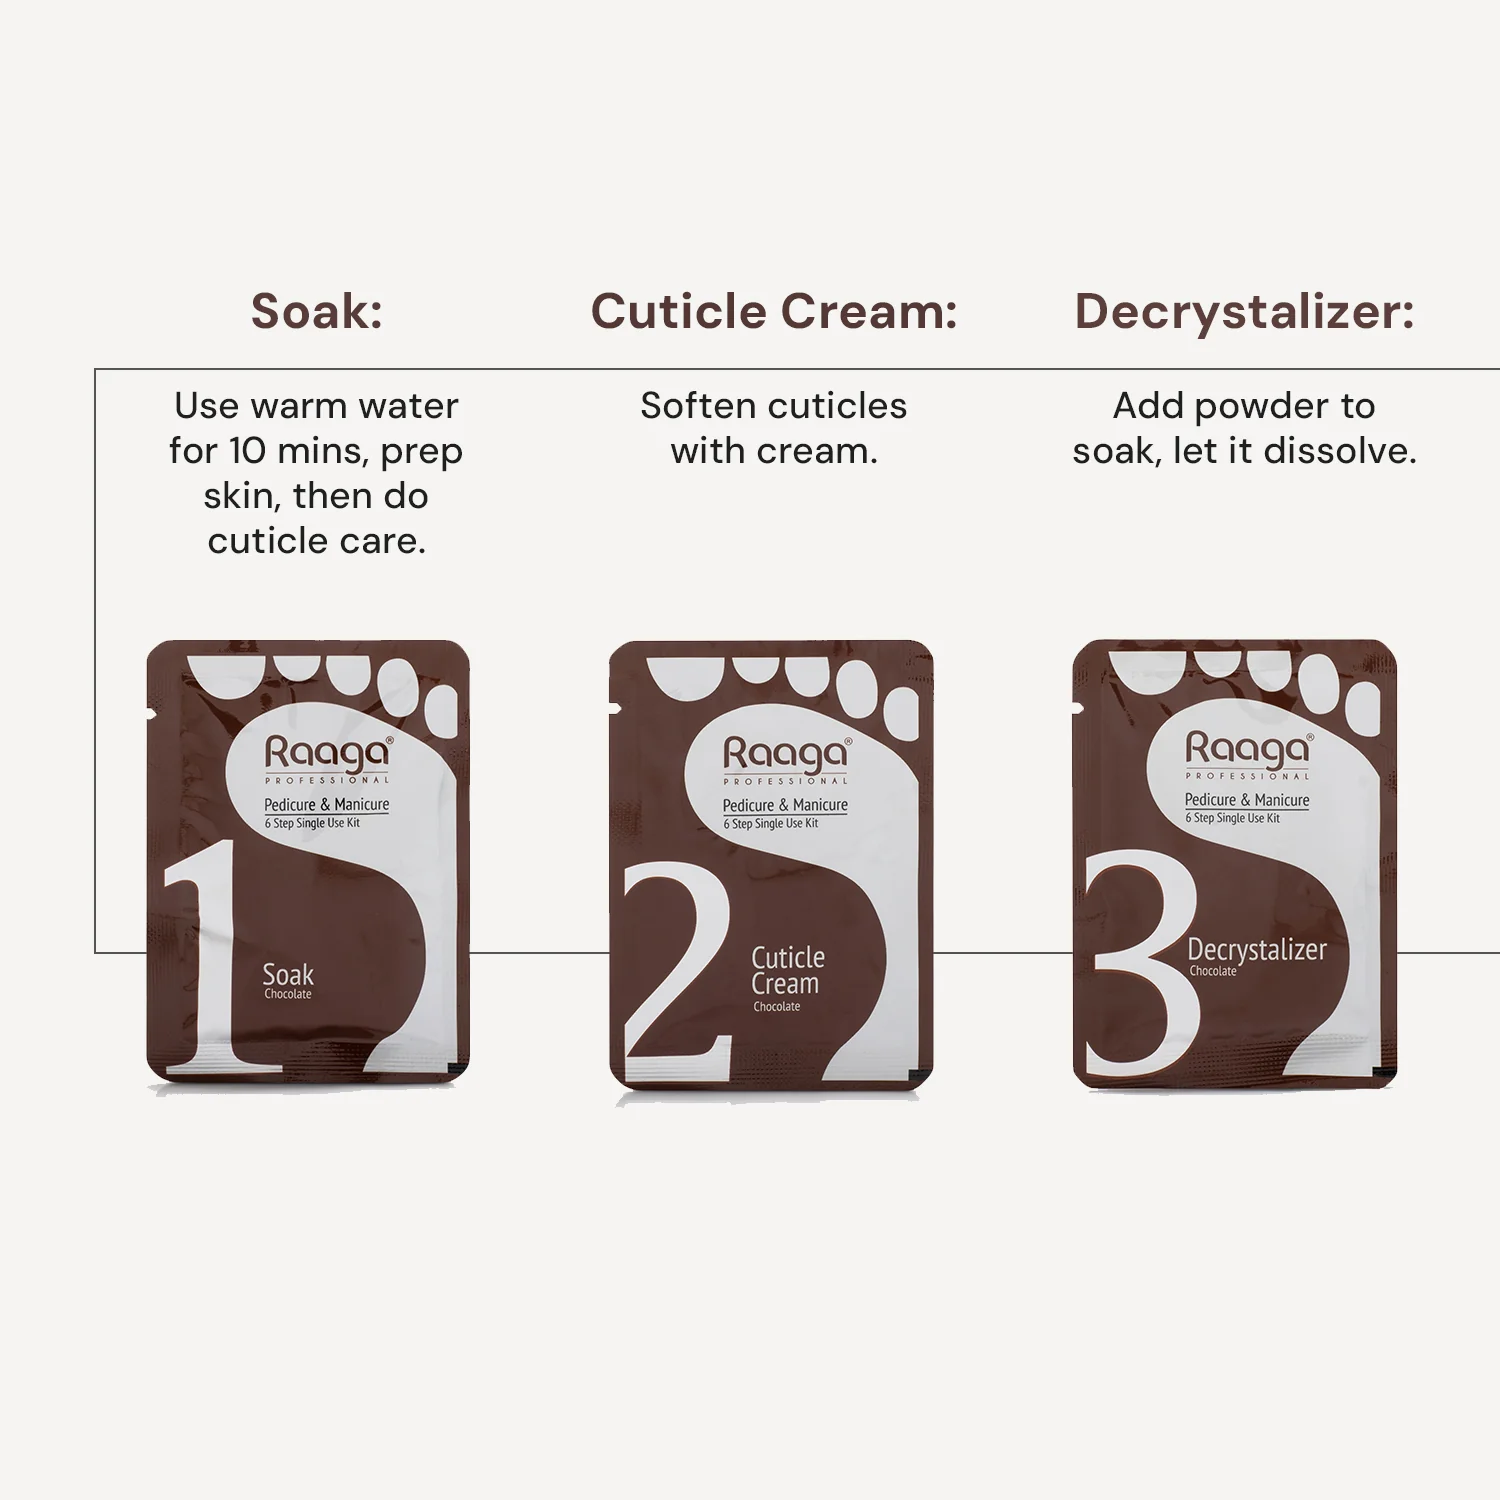 Soak:
Use warm water
for 10 mins, prep
skin, then do
cuticle care.
Cuticle Cream:
Soften cuticles
with cream.
Decrystalizer:
Add powder to
soak, let it dissolve.
Raaga®
PROFESSIONAL
Pedicure & Manicure
6 Step Single Use Kit
1
Soak
Chocolate
Raaga®
PROFESSIONAL
Pedicure & Manicure
6 Step Single Use Kit
2
Cuticle
Cream
Chocolate
Raaga®
PROFESSIONAL
Pedicure & Manicure
6 Step Single Use Kit
3
Decrystalizer
Chocolate